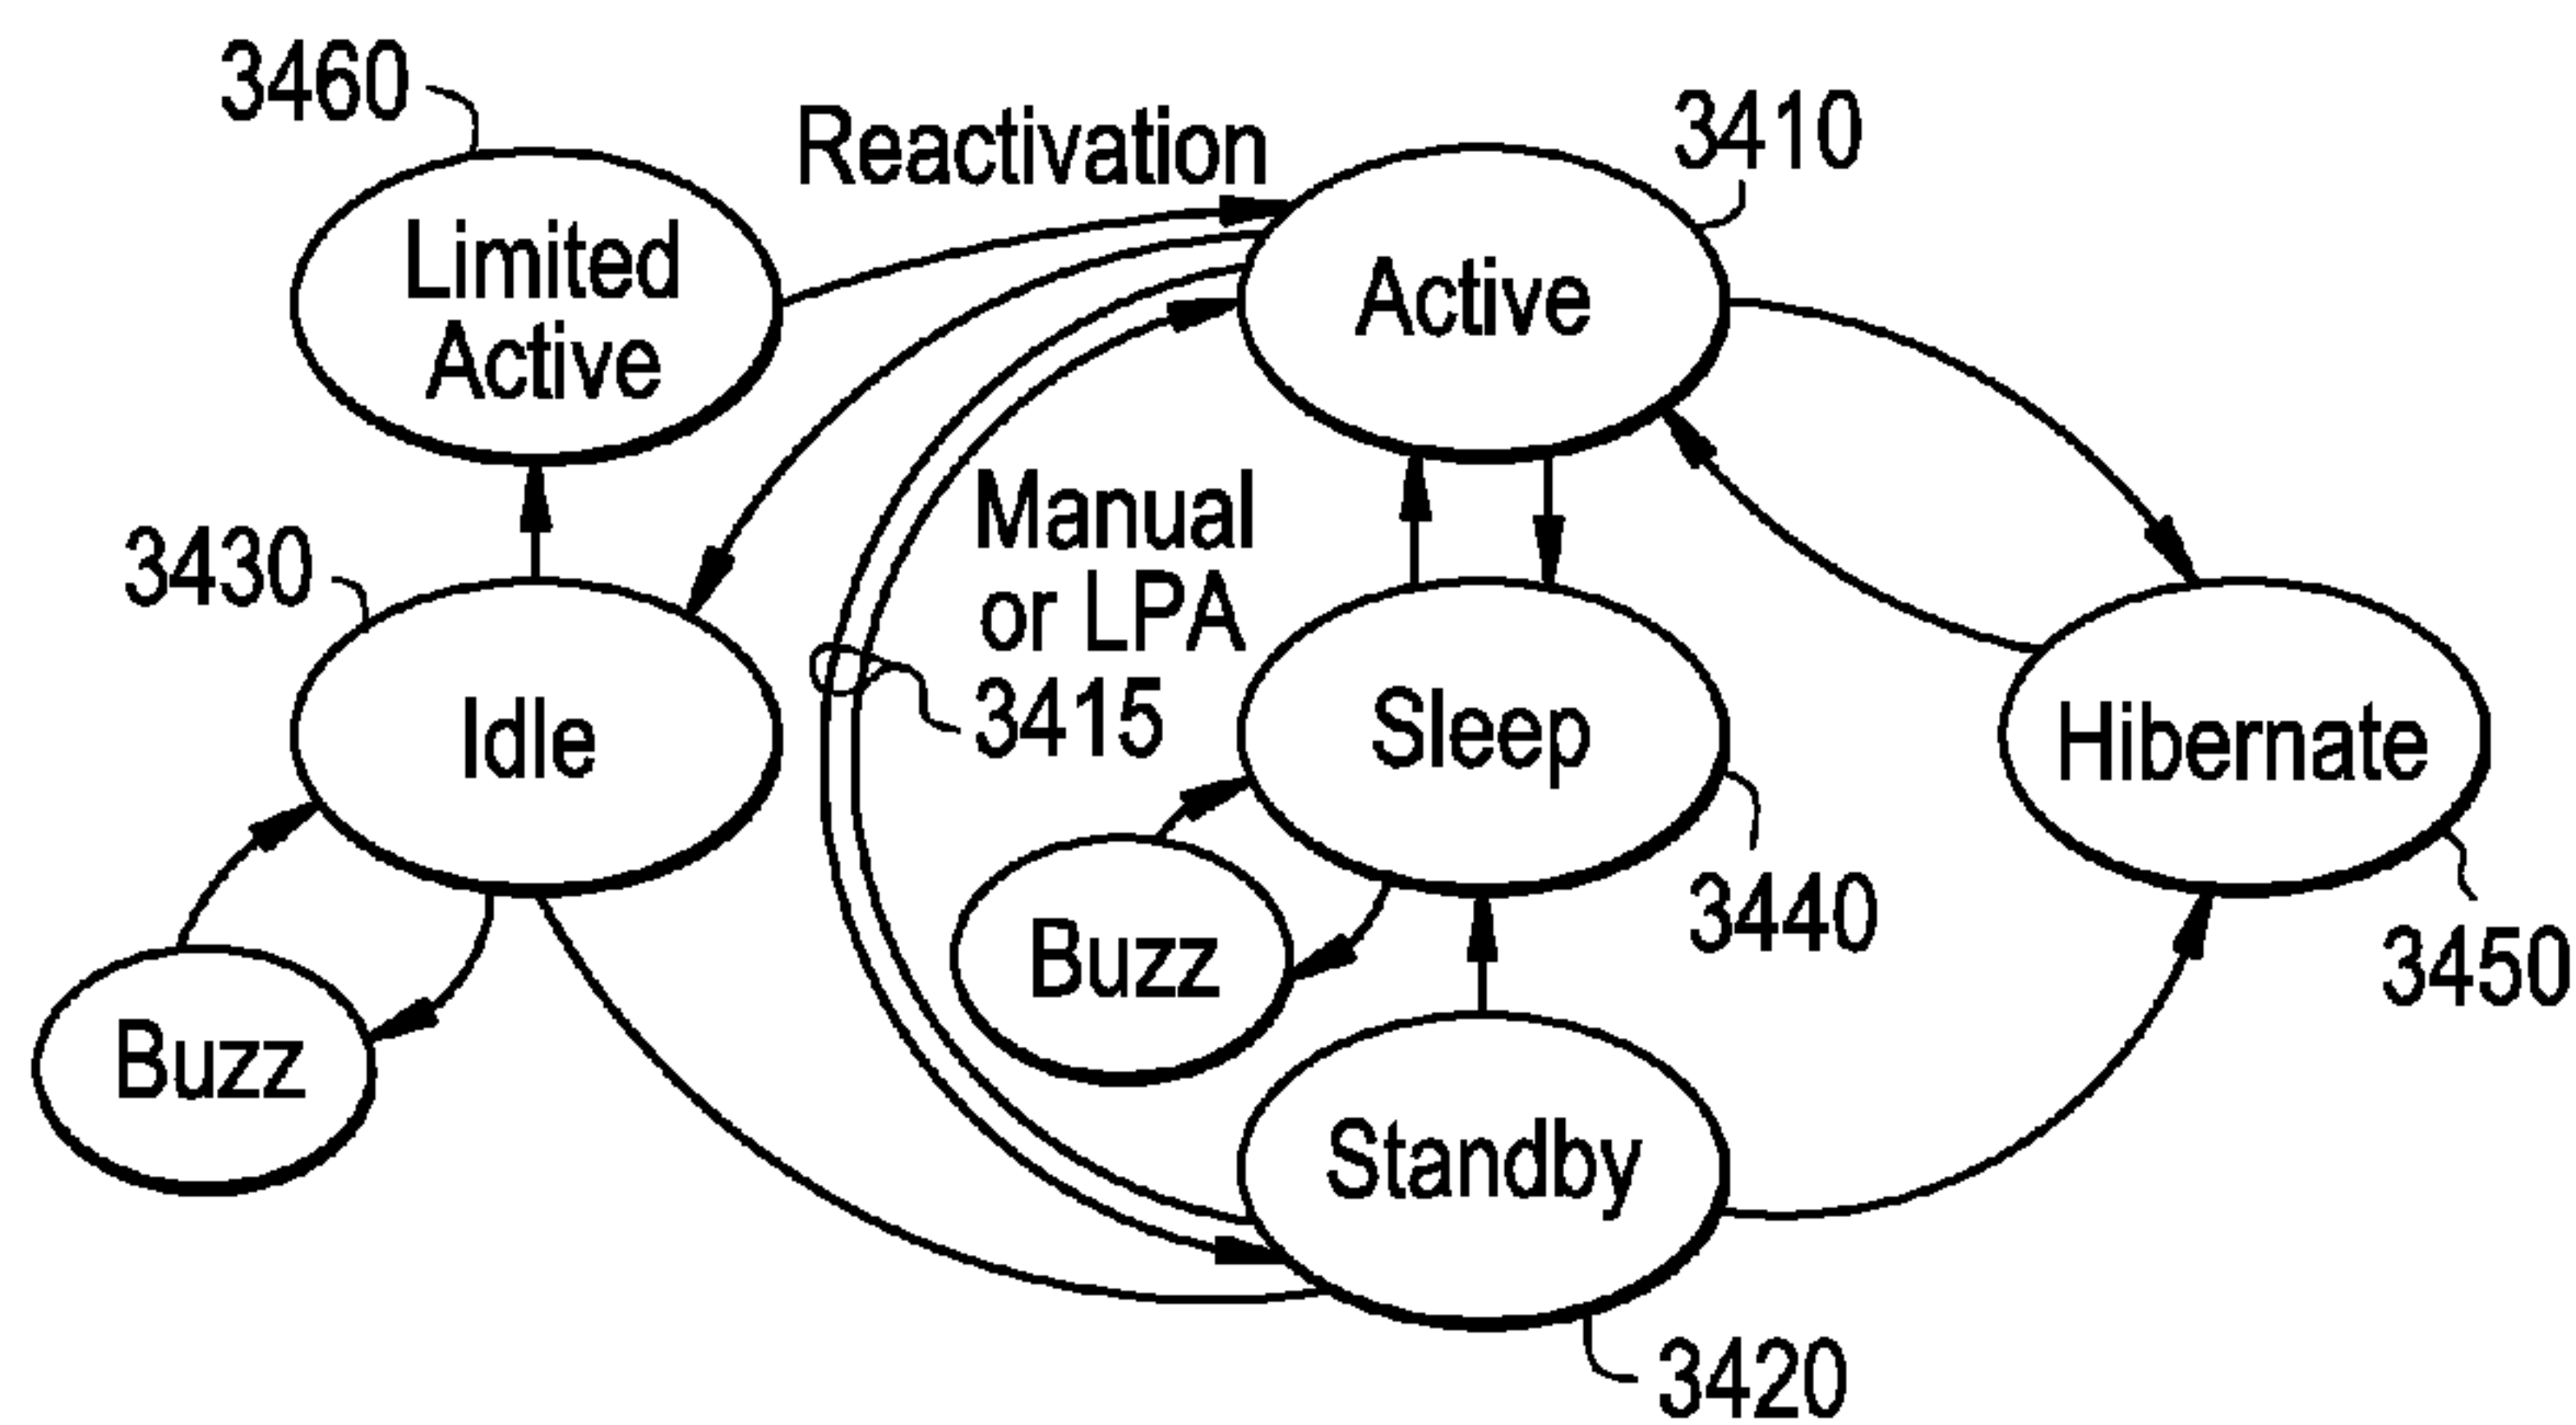 3460
Reactivation
3410
Limited
Active
Active
3430
Manual
or LPA
3415
Idle
Sleep
Hibernate
3440
Buzz
3450
Buzz
Standby
3420